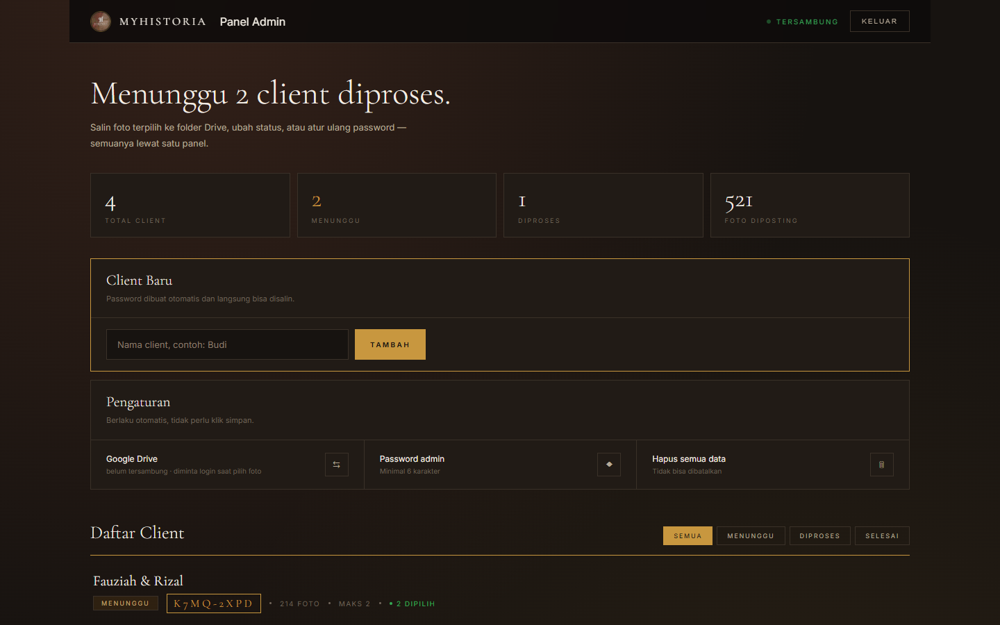 MYHISTORIA Panel Admin
TERSAMBUNG
KELUAR
Menunggu 2 client diproses.
Salin foto terpilih ke folder Drive, ubah status, atau atur ulang password —
semuanya lewat satu panel.
4
TOTAL CLIENT
2
MENUNGGU
1
DIPROSES
521
FOTO DIPOSTING
Client Baru
Password dibuat otomatis dan langsung bisa disalin.
Nama client, contoh: Budi
TAMBAH
Pengaturan
Berlaku otomatis, tidak perlu klik simpan.
Google Drive
belum tersambung · diminta login saat pilih foto
Password admin
Minimal 6 karakter
Hapus semua data
Tidak bisa dibatalkan
Daftar Client
SEMUA
MENUNGGU
DIPROSES
SELESAI
Fauziah & Rizal
MENUNGGU K7MQ-2XPD • 214 FOTO • MAKS 2 • • 2 DIPILIH